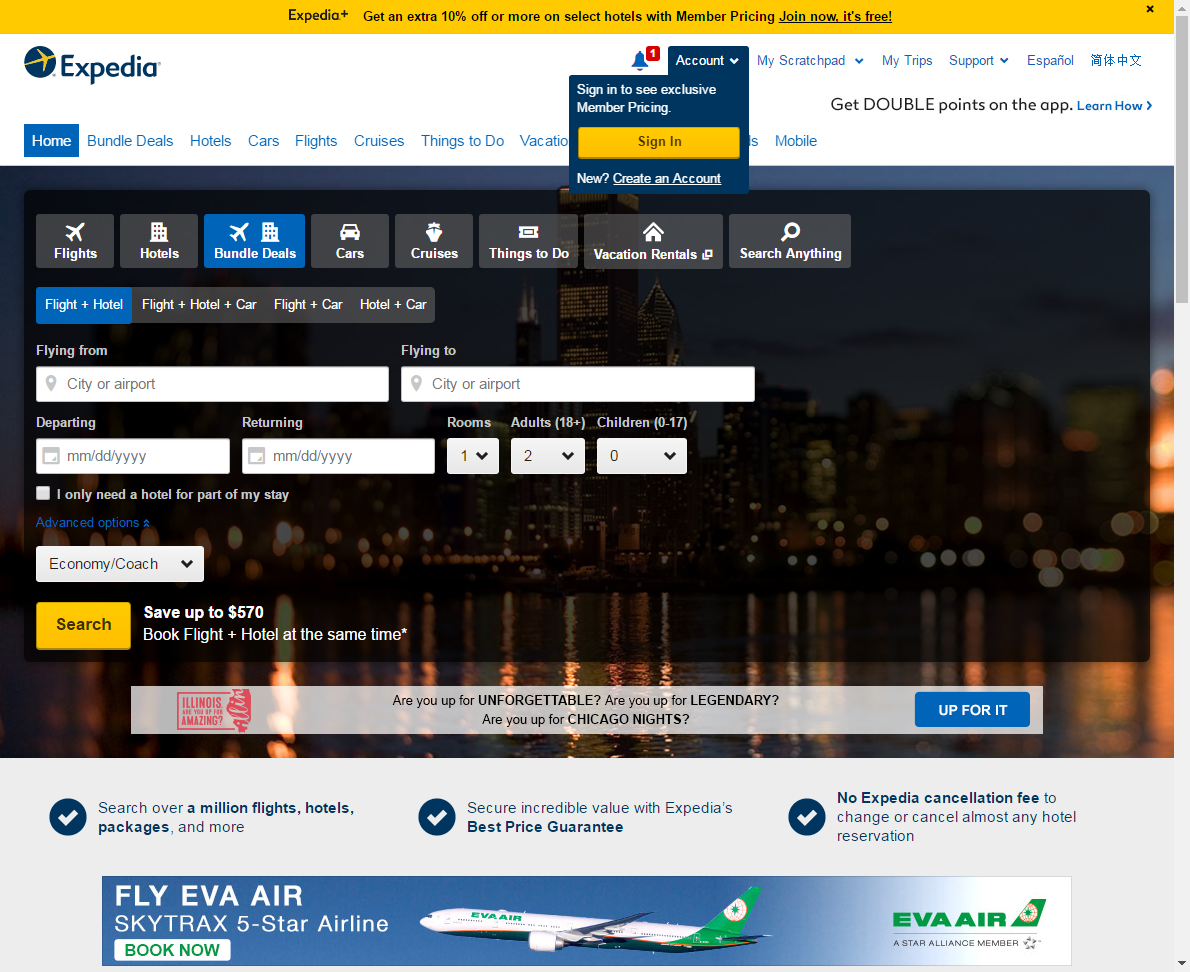 Expedia+ Get an extra 10% off or more on select hotels with Member Pricing Join now, it's free!
Expedia
1
Account
My Scratchpad
My Trips
Support
Español
简体中文
Sign in to see exclusive
Member Pricing.
Sign In
New? Create an Account
Get DOUBLE points on the app. Learn How
Home
Bundle Deals
Hotels
Cars
Flights
Cruises
Things to Do
Vacatio
ls
Mobile
Flights
Hotels
Bundle Deals
Cars
Cruises
Things to Do
Vacation Rentals
Search Anything
Flight + Hotel
Flight + Hotel + Car
Flight + Car
Hotel + Car
Flying from
Flying to
City or airport
City or airport
Departing
Returning
Rooms
Adults (18+)
Children (0-17)
mm/dd/yyyy
mm/dd/yyyy
1
2
0
I only need a hotel for part of my stay
Advanced options
Economy/Coach
Search
Save up to $570
Book Flight + Hotel at the same time*
ILLINOIS.
ARE YOU UP FOR
AMAZING?
Are you up for UNFORGETTABLE? Are you up for LEGENDARY?
Are you up for CHICAGO NIGHTS?
UP FOR IT
Search over a million flights, hotels,
packages, and more
Secure incredible value with Expedia's
Best Price Guarantee
No Expedia cancellation fee to
change or cancel almost any hotel
reservation
FLY EVA AIR
SKYTRAX 5-Star Airline
BOOK NOW
EVA AIR
EVA AIR
A STAR ALLIANCE MEMBER